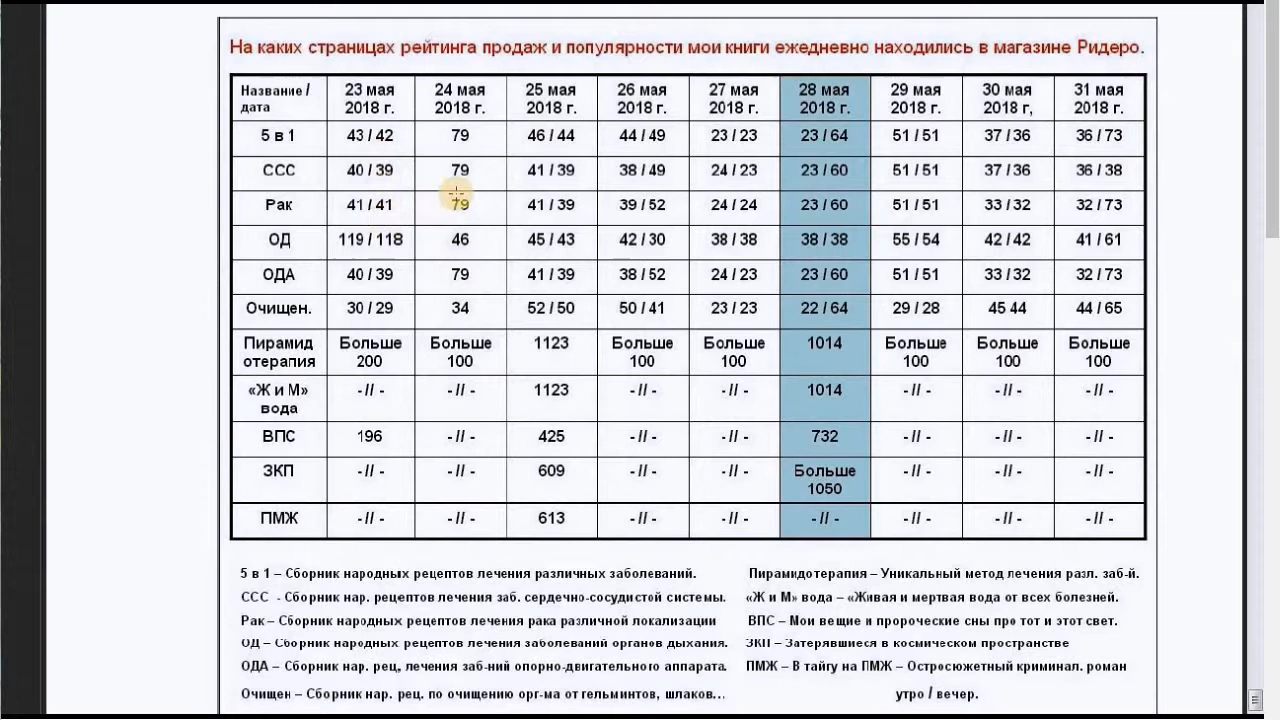 На каких страницах рейтинга продаж и популярности мои книги ежедневно находились в магазине Ридеро.
Название / дата 23 мая 2018 г. 24 мая 2018 г. 25 мая 2018 г. 26 мая 2018 г. 27 мая 2018 г. 28 мая 2018 г. 29 мая 2018 г. 30 мая 2018 г, 31 мая 2018 г.
5 в 1 43 / 42 79 46 / 44 44 / 49 23 / 23 23 / 64 51 / 51 37 / 36 36 / 73
ССС 40 / 39 79 41 / 39 38 / 49 24 / 23 23 / 60 51 / 51 37 / 36 36 / 38
Рак 41 / 41 79 41 / 39 39 / 52 24 / 24 23 / 60 51 / 51 33 / 32 32 / 73
ОД 119 / 118 46 45 / 43 42 / 30 38 / 38 38 / 38 55 / 54 42 / 42 41 / 61
ОДА 40 / 39 79 41 / 39 38 / 52 24 / 23 23 / 60 51 / 51 33 / 32 32 / 73
Очищен. 30 / 29 34 52 / 50 50 / 41 23 / 23 22 / 64 29 / 28 45 44 44 / 65
Пирамид отерапия Больше 200 Больше 100 1123 Больше 100 Больше 100 1014 Больше 100 Больше 100 Больше 100
«Ж и М» вода - // - - // - 1123 - // - - // - 1014 - // - - // - - // -
ВПС 196 - // - 425 - // - - // - 732 - // - - // - - // -
ЗКП - // - - // - 609 - // - - // - Больше 1050 - // - - // - - // -
ПМЖ - // - - // - 613 - // - - // - - // - - // - - // - - // -
5 в 1 – Сборник народных рецептов лечения различных заболеваний. Пирамидотерапия – Уникальный метод лечения разл. заб-й.
ССС - Сборник нар. рецептов лечения заб. сердечно-сосудистой системы. «Ж и М» вода – «Живая и мертвая вода от всех болезней.
Рак – Сборник народных рецептов лечения рака различной локализации ВПС – Мои вещие и пророческие сны про тот и этот свет.
ОД – Сборник народных рецептов лечения заболеваний органов дыхания. ЗКП – Затерявшиеся в космическом пространстве
ОДА – Сборник нар. рец, лечения заб-ний опорно-двигательного аппарата. ПМЖ – В тайгу на ПМЖ – Остросюжетный криминал. роман
Очищен – Сборник нар. рец. по очищению орг-ма от гельминтов, шлаков... утро / вечер.